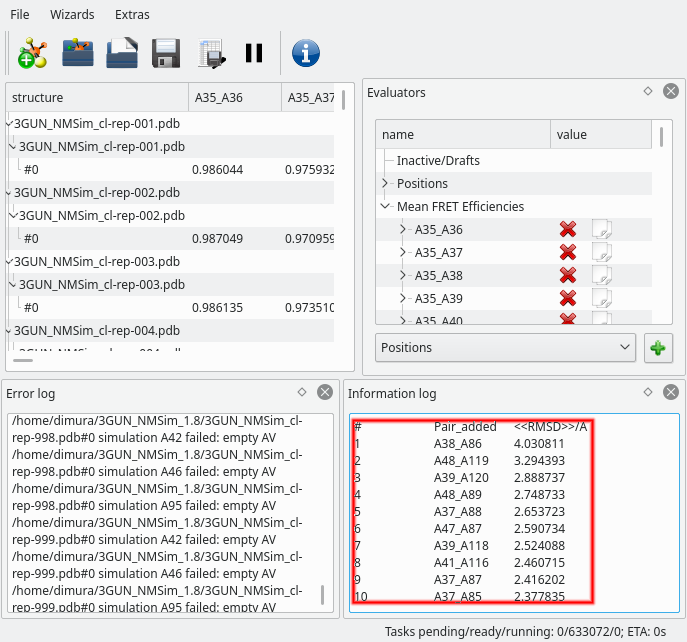 File Wizards Extras
structure A35_A36 A35_A37
3GUN_NMSim_cl-rep-001.pdb
3GUN_NMSim_cl-rep-001.pdb
#0 0.986044 0.975932
3GUN_NMSim_cl-rep-002.pdb
3GUN_NMSim_cl-rep-002.pdb
#0 0.987049 0.970959
3GUN_NMSim_cl-rep-003.pdb
3GUN_NMSim_cl-rep-003.pdb
#0 0.986135 0.973510
3GUN_NMSim_cl-rep-004.pdb
Evaluators
name value
Inactive/Drafts
Positions
Mean FRET Efficiencies
A35_A36
A35_A37
A35_A38
A35_A39
A35_A40
Positions
Error log
/home/dimura/3GUN_NMSim_1.8/3GUN_NMSim_cl-
rep-998.pdb#0 simulation A42 failed: empty AV
/home/dimura/3GUN_NMSim_1.8/3GUN_NMSim_cl-
rep-998.pdb#0 simulation A46 failed: empty AV
/home/dimura/3GUN_NMSim_1.8/3GUN_NMSim_cl-
rep-998.pdb#0 simulation A95 failed: empty AV
/home/dimura/3GUN_NMSim_1.8/3GUN_NMSim_cl-
rep-999.pdb#0 simulation A42 failed: empty AV
/home/dimura/3GUN_NMSim_1.8/3GUN_NMSim_cl-
rep-999.pdb#0 simulation A46 failed: empty AV
/home/dimura/3GUN_NMSim_1.8/3GUN_NMSim_cl-
rep-999.pdb#0 simulation A95 failed: empty AV
Information log
# Pair_added <<RMSD>>/A
1 A38_A86 4.030811
2 A48_A119 3.294393
3 A39_A120 2.888737
4 A48_A89 2.748733
5 A37_A88 2.653723
6 A47_A87 2.590734
7 A39_A118 2.524088
8 A41_A116 2.460715
9 A37_A87 2.416202
10 A37_A85 2.377835
Tasks pending/ready/running: 0/633072/0; ETA: 0s